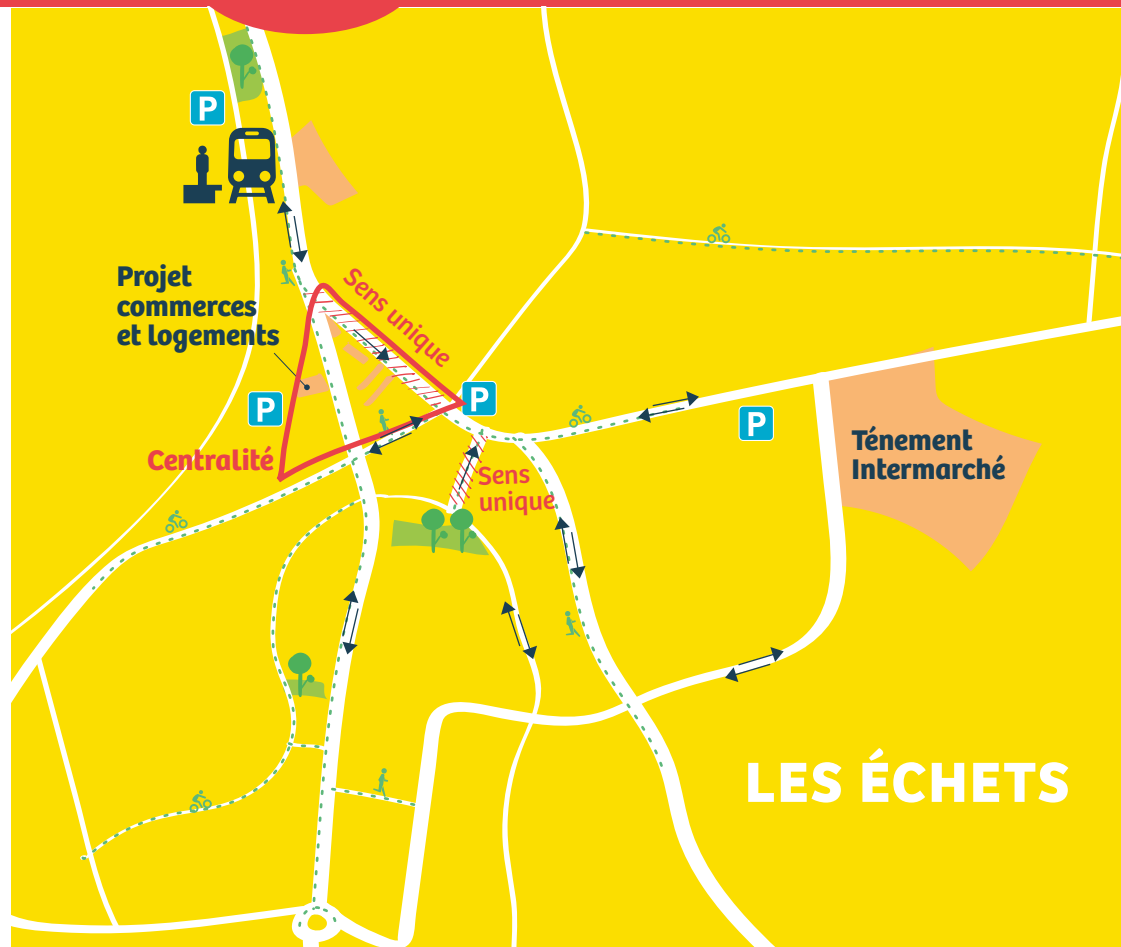 P
Projet
commerces
et logements
Sens unique
P
P
P
Centralité
Sens
unique
Ténement
Intermarché
LES ÉCHETS